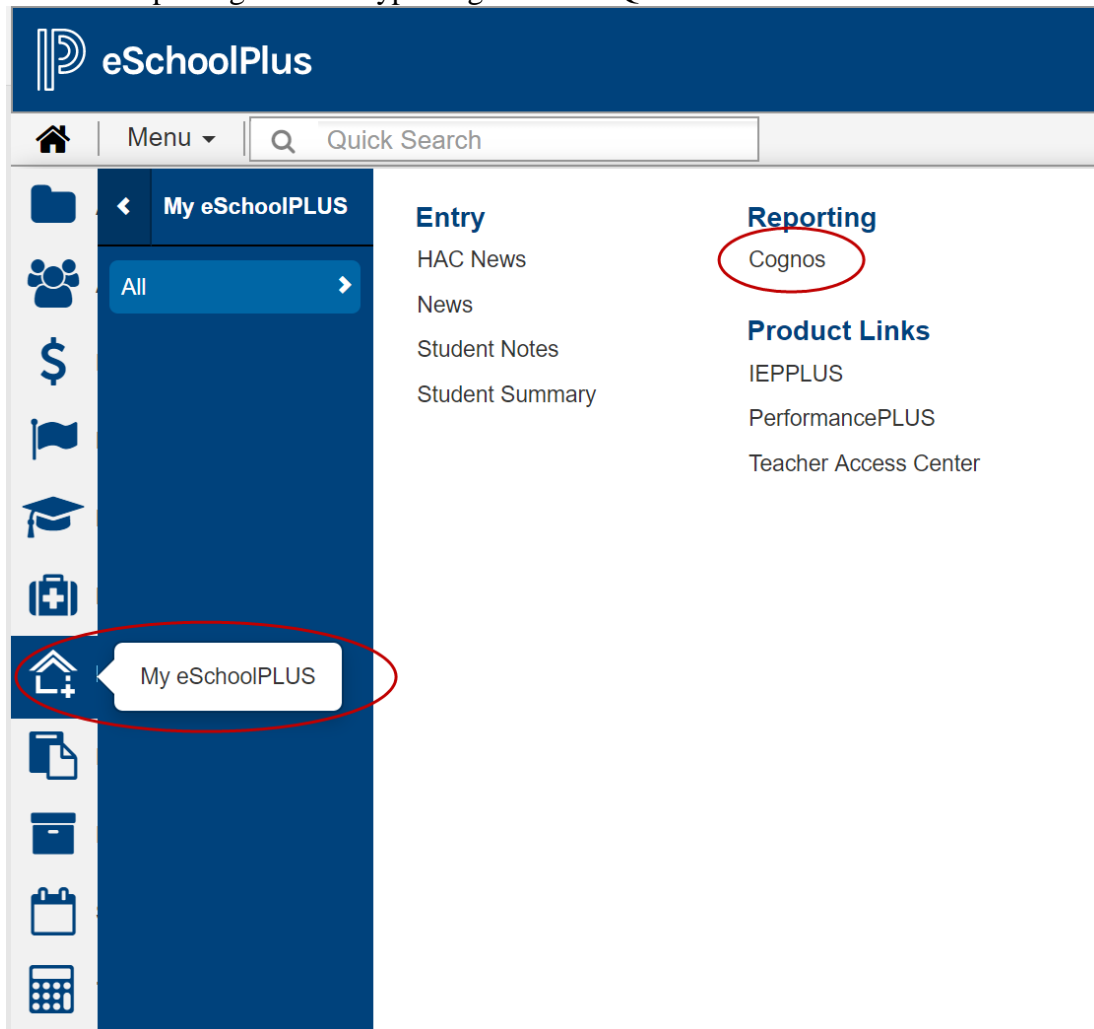 eSchoolPlus
Menu
Quick Search
My eSchoolPLUS
All
Entry
HAC News
News
Student Notes
Student Summary
Reporting
Cognos
Product Links
IEPPLUS
PerformancePLUS
Teacher Access Center
My eSchoolPLUS